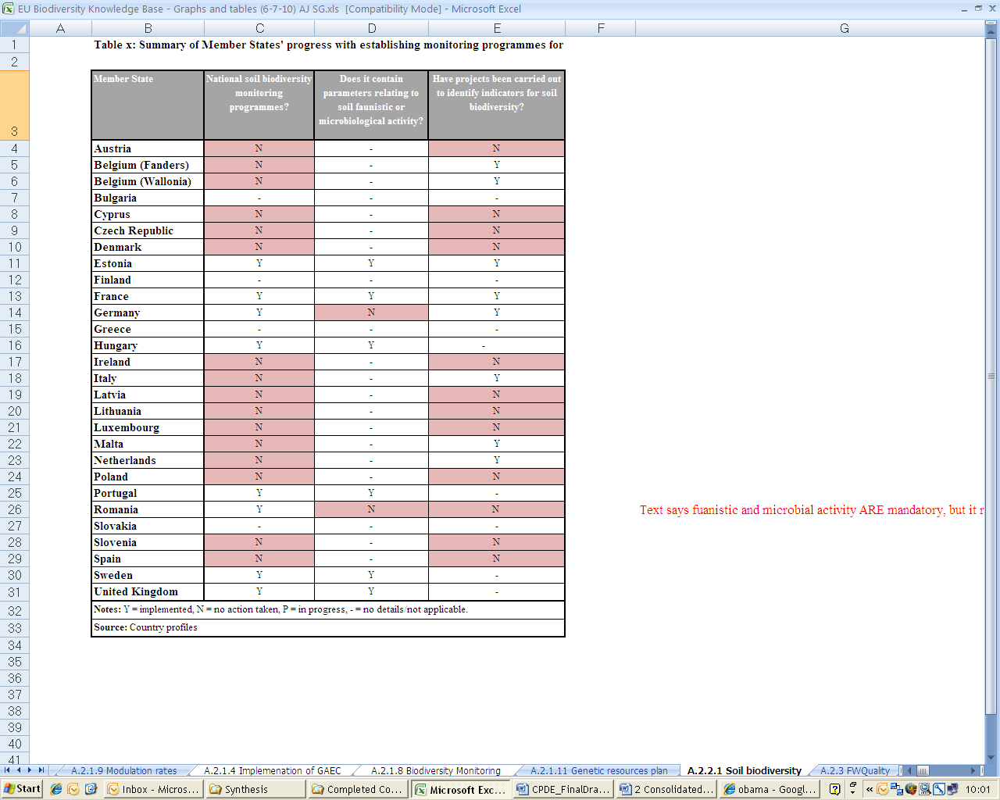 EU Biodiversity Knowledge Base - Graphs and tables (6-7-10) AJ SG.xls [Compatibility Mode] - Microsoft Excel
A B C D E F G
1 Table x: Summary of Member States' progress with establishing monitoring programmes for
2
3 Member State National soil biodiversity monitoring programmes? Does it contain parameters relating to soil faunistic or microbiological activity? Have projects been carried out to identify indicators for soil biodiversity?
4 Austria N - N
5 Belgium (Fanders) N - Y
6 Belgium (Wallonia) N - Y
7 Bulgaria - - -
8 Cyprus N - N
9 Czech Republic N - N
10 Denmark N - N
11 Estonia Y Y Y
12 Finland - - -
13 France Y Y Y
14 Germany Y N Y
15 Greece - - -
16 Hungary Y Y -
17 Ireland N - N
18 Italy N - Y
19 Latvia N - N
20 Lithuania N - N
21 Luxembourg N - N
22 Malta N - Y
23 Netherlands N - Y
24 Poland N - N
25 Portugal Y Y -
26 Romania Y N N Text says fuanistic and microbial activity ARE mandatory, but it r
27 Slovakia - - -
28 Slovenia N - N
29 Spain N - N
30 Sweden Y Y -
31 United Kingdom Y Y -
32 Notes: Y = implemented, N = no action taken, P = in progress, - = no details/not applicable.
33 Source: Country profiles
34
35
36
37
38
39
40
41
A.2.1.9 Modulation rates A.2.1.4 Implemenation of GAEC A.2.1.8 Biodiversity Monitoring A.2.1.11 Genetic resources plan A.2.2.1 Soil biodiversity A.2.3 FWQuality
Start Inbox - Micros... Synthesis Completed Co... Microsoft Exc... CPDE_FinalDra... 2 Consolidated... obama - Googl... 10:01